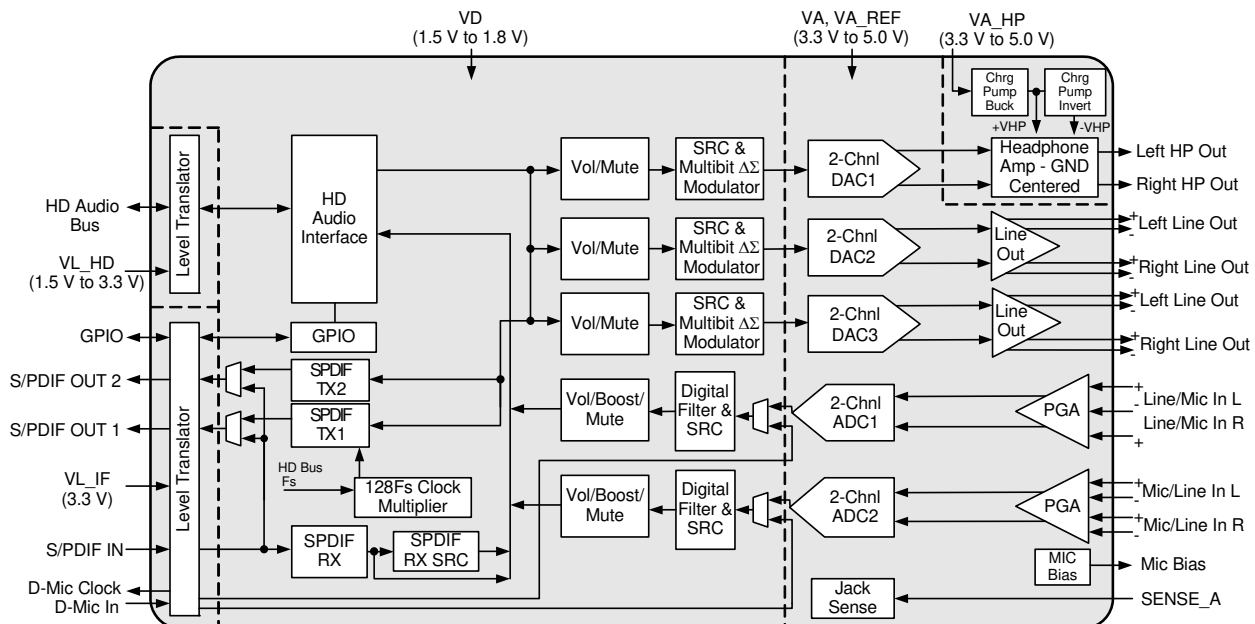 VD
(1.5 V to 1.8 V)
VA, VA_REF
(3.3 V to 5.0 V)
VA_HP
(3.3 V to 5.0 V)
Chrg
Pump
Buck
Chrg
Pump
Invert
+VHP
-VHP
Level Translator
HD
Audio
Interface
Vol/Mute
SRC &
Multibit ΔΣ
Modulator
2-Chnl
DAC1
Headphone
Amp - GND
Centered
Left HP Out
Right HP Out
HD Audio
Bus
VL_HD
(1.5 V to 3.3 V)
Vol/Mute
SRC &
Multibit ΔΣ
Modulator
2-Chnl
DAC2
Line
Out
+
Left Line Out
-
+
Right Line Out
-
Vol/Mute
SRC &
Multibit ΔΣ
Modulator
2-Chnl
DAC3
Line
Out
+
Left Line Out
-
+
Right Line Out
-
GPIO
GPIO
Level Translator
S/PDIF OUT 2
SPDIF
TX2
S/PDIF OUT 1
SPDIF
TX1
Vol/Boost/
Mute
Digital
Filter &
SRC
2-Chnl
ADC1
PGA
+
Line/Mic In L
-
Line/Mic In R
+
VL_IF
(3.3 V)
HD Bus
Fs
128Fs Clock
Multiplier
Vol/Boost/
Mute
Digital
Filter &
SRC
2-Chnl
ADC2
PGA
+
Mic/Line In L
-
+
Mic/Line In R
-
S/PDIF IN
SPDIF
RX
SPDIF
RX SRC
MIC
Bias
Mic Bias
D-Mic Clock
D-Mic In
Jack
Sense
SENSE_A